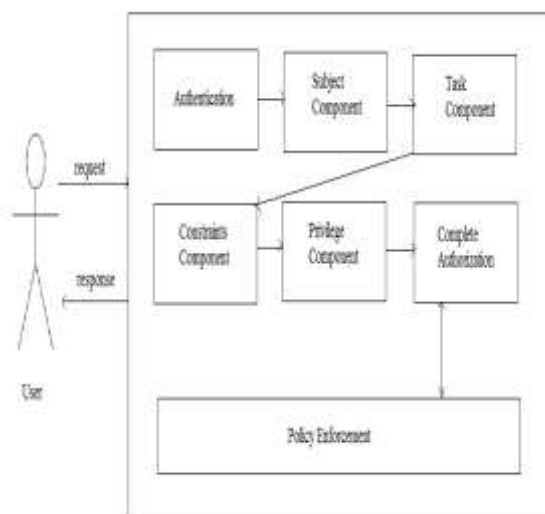 Authentication
Subject
Component
Task
Component
request
Constraints
Component
Privilege
Component
Complete
Authorization
response
User
Policy Enforcement